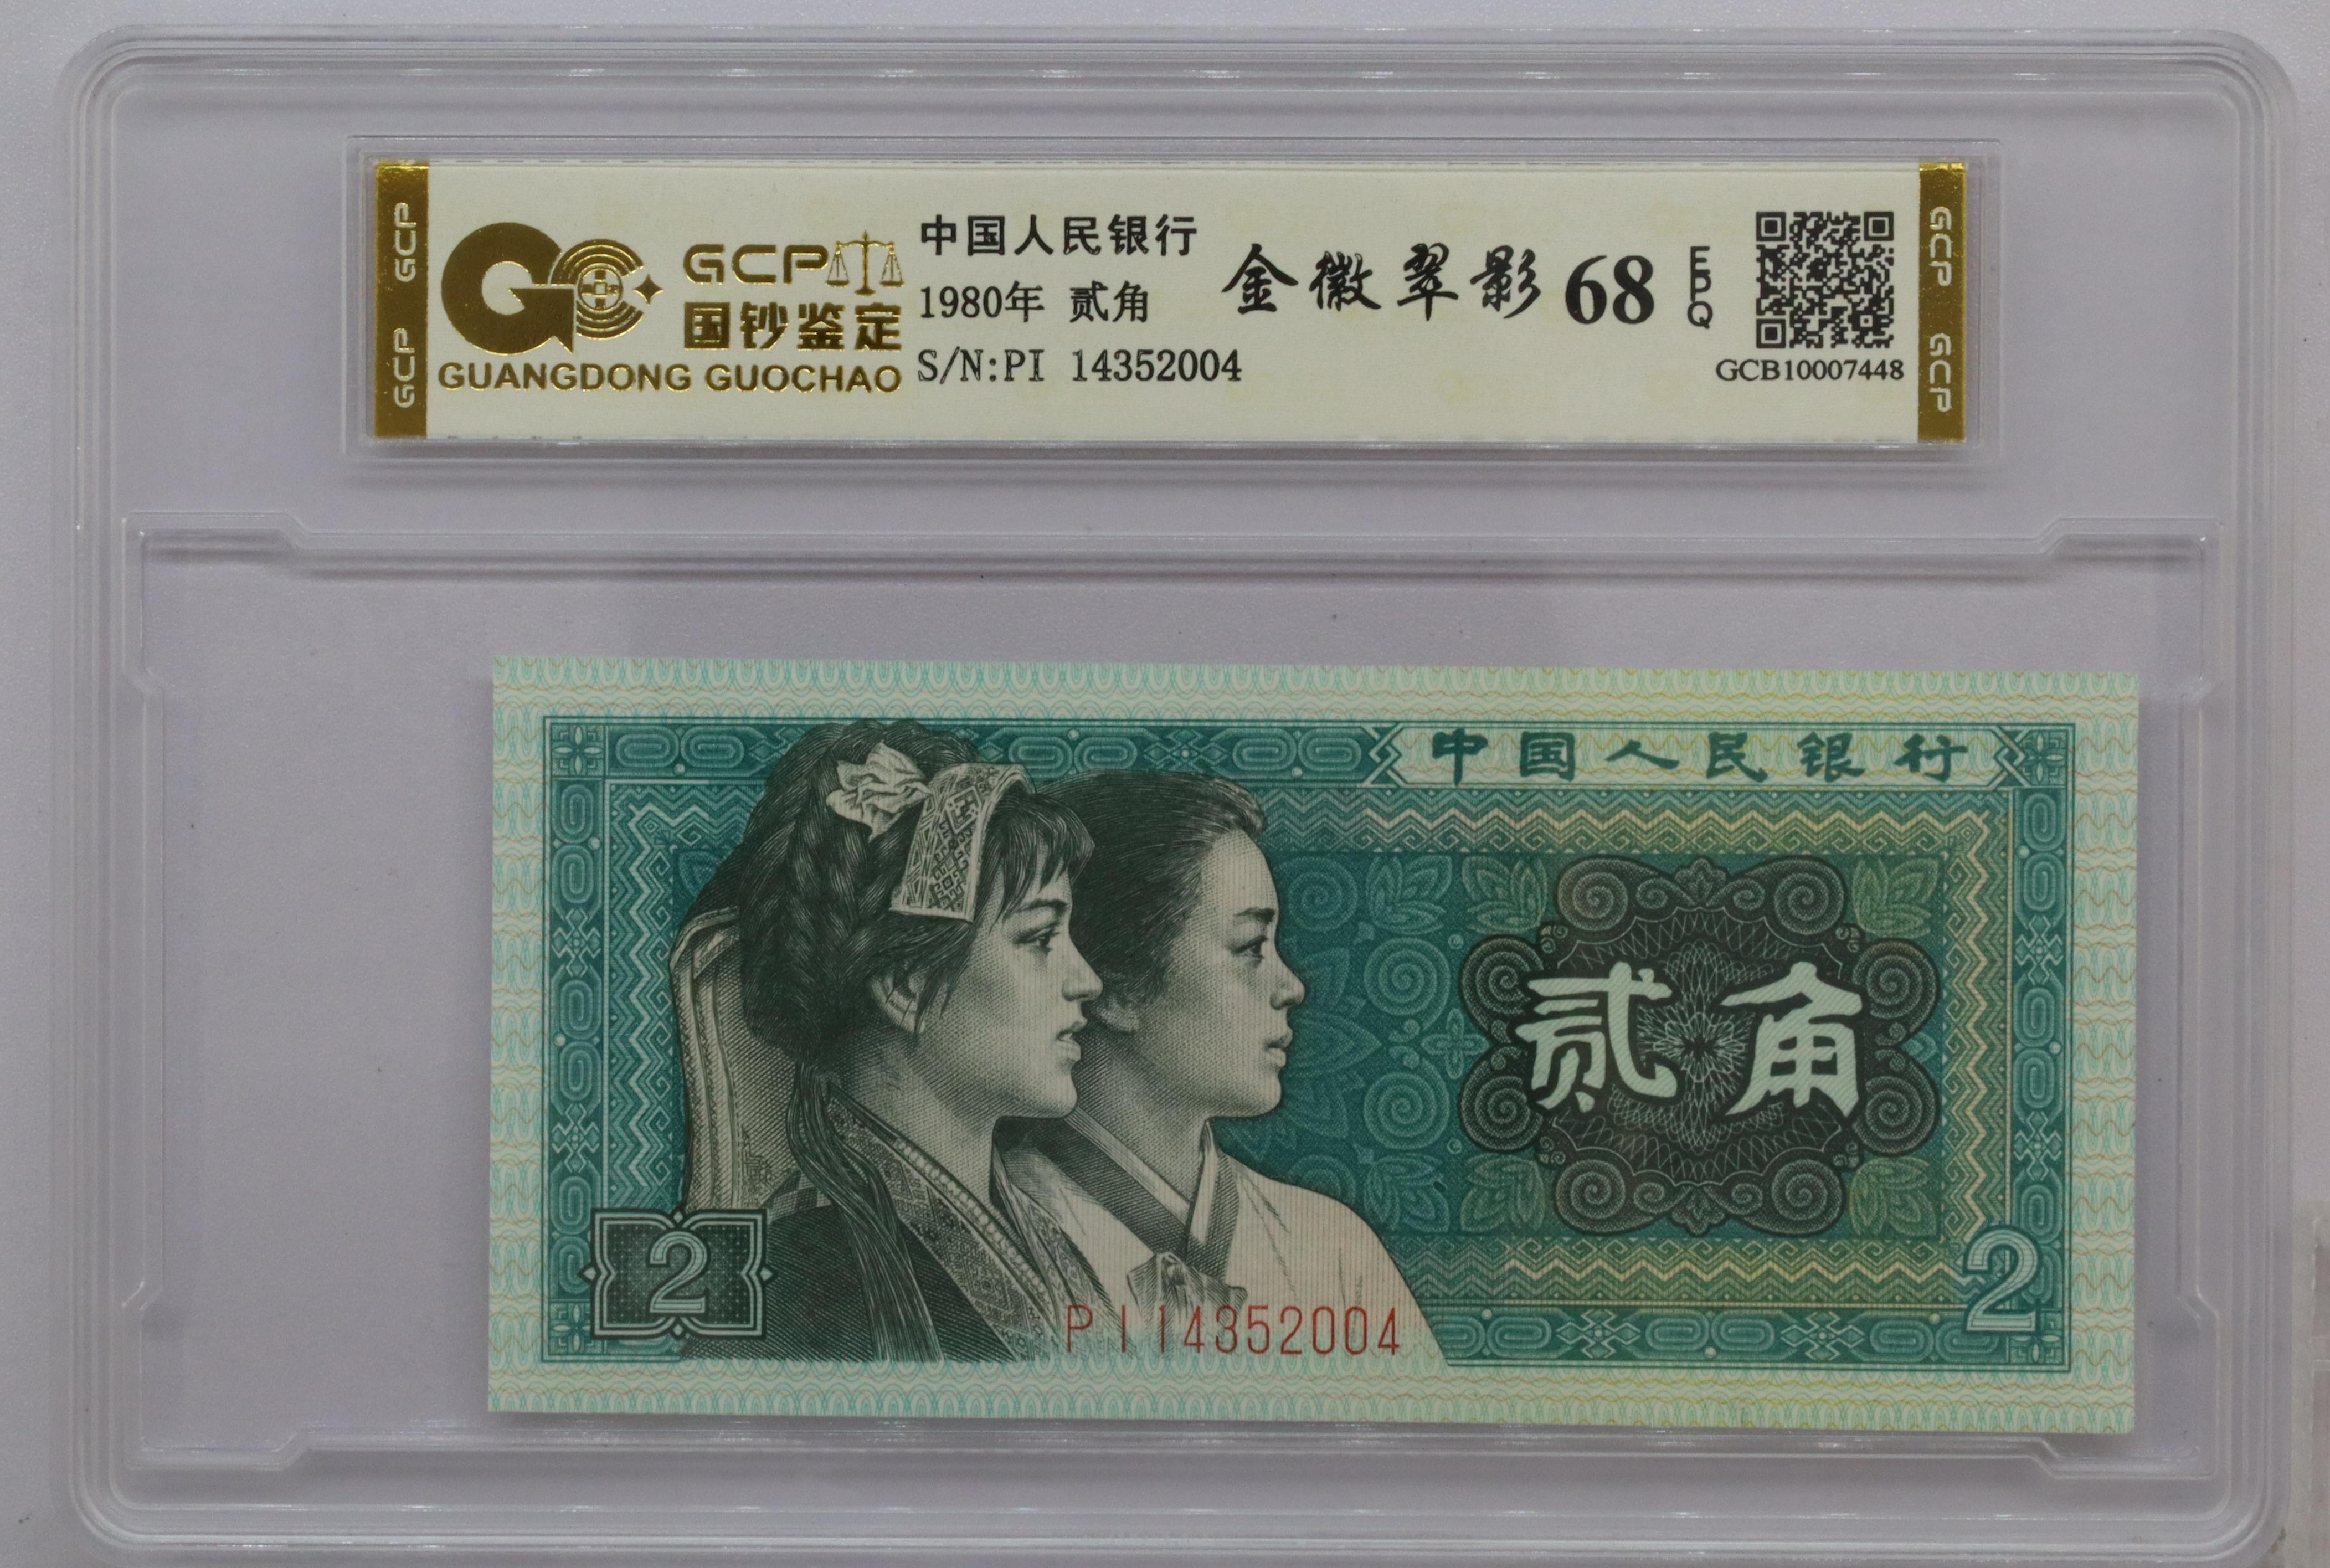 GCP GCP
GCP
国钞鉴定
GUANGDONG GUOCHAO
中国人民银行
1980年 贰角
S/N:PI 14352004
金徽翠影 68
EPQ
GCB10007448
GCP GCP
中国人民银行
贰角
2
2
PI14352004